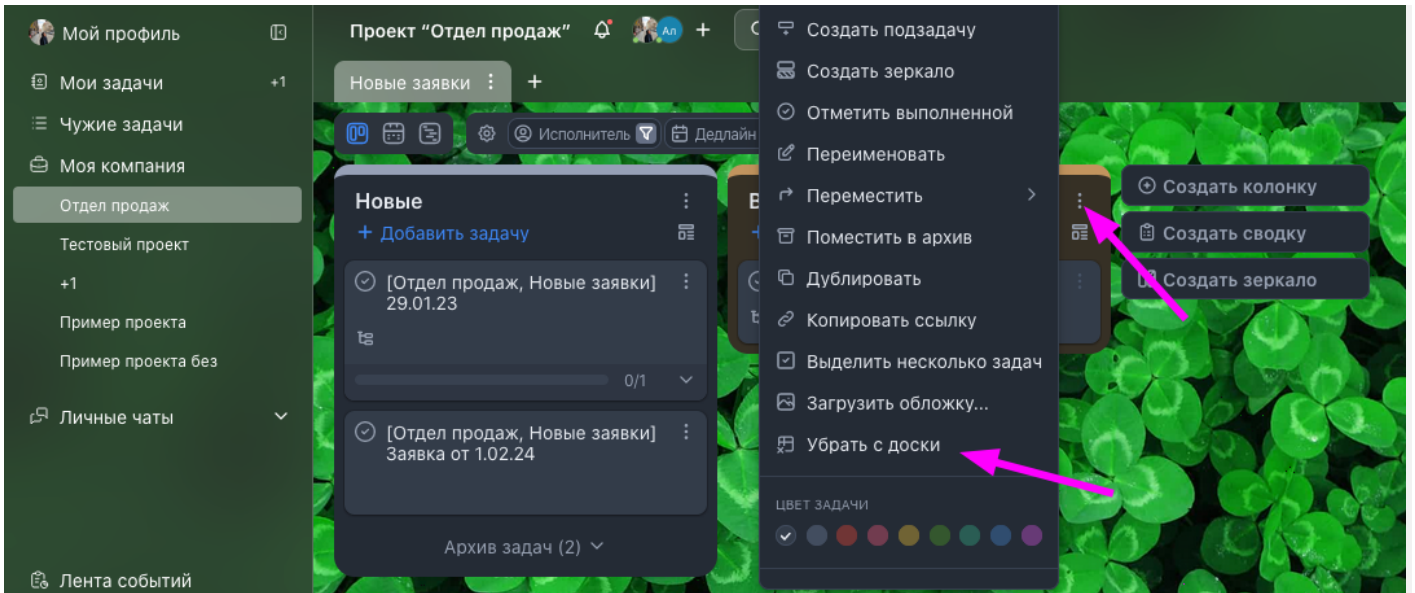 Мой профиль
Мои задачи +1
Чужие задачи
Моя компания
Отдел продаж
Тестовый проект
+1
Пример проекта
Пример проекта без
Личные чаты
Лента событий
Проект “Отдел продаж”
Ал
Новые заявки
Исполнитель
Дедлайн
Новые
+ Добавить задачу
[Отдел продаж, Новые заявки]
29.01.23
0/1
[Отдел продаж, Новые заявки]
Заявка от 1.02.24
Архив задач (2)
В
Создать подзадачу
Создать зеркало
Отметить выполненной
Переименовать
Переместить
Поместить в архив
Дублировать
Копировать ссылку
Выделить несколько задач
Загрузить обложку...
Убрать с доски
ЦВЕТ ЗАДАЧИ
Создать колонку
Создать сводку
Создать зеркало